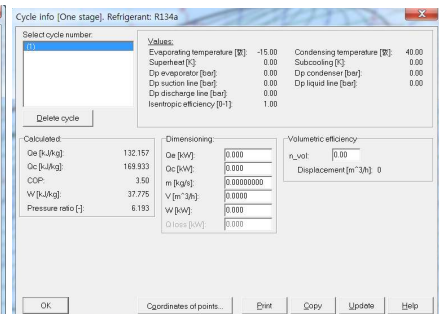 Cycle info [One stage]. Refrigerant: R134a
Select cycle number:
(1)
Delete cycle
Values:
Evaporating temperature [蛓]: -15.00 Condensing temperature [蛓]: 40.00
Superheat [K]: 0.00 Subcooling [K]: 0.00
Dp evaporator [bar]: 0.00 Dp condenser [bar]: 0.00
Dp suction line [bar]: 0.00 Dp liquid line [bar]: 0.00
Dp discharge line [bar]: 0.00
Isentropic efficiency [0-1]: 1.00
Calculated:
Qe [kJ/kg]: 132.157
Qc [kJ/kg]: 169.933
COP: 3.50
W [kJ/kg]: 37.775
Pressure ratio [-]: 6.193
Dimensioning:
Qe [kW]: 0.000
Qc [kW]: 0.000
m [kg/s]: 0.00000000
V [m^3/h]: 0.0000
W [kW]: 0.000
Q loss [kW]: 0.000
Volumetric efficiency
n_vol: 0.00
Displacement [m^3/h]: 0
OK Coordinates of points... Print Copy Update Help